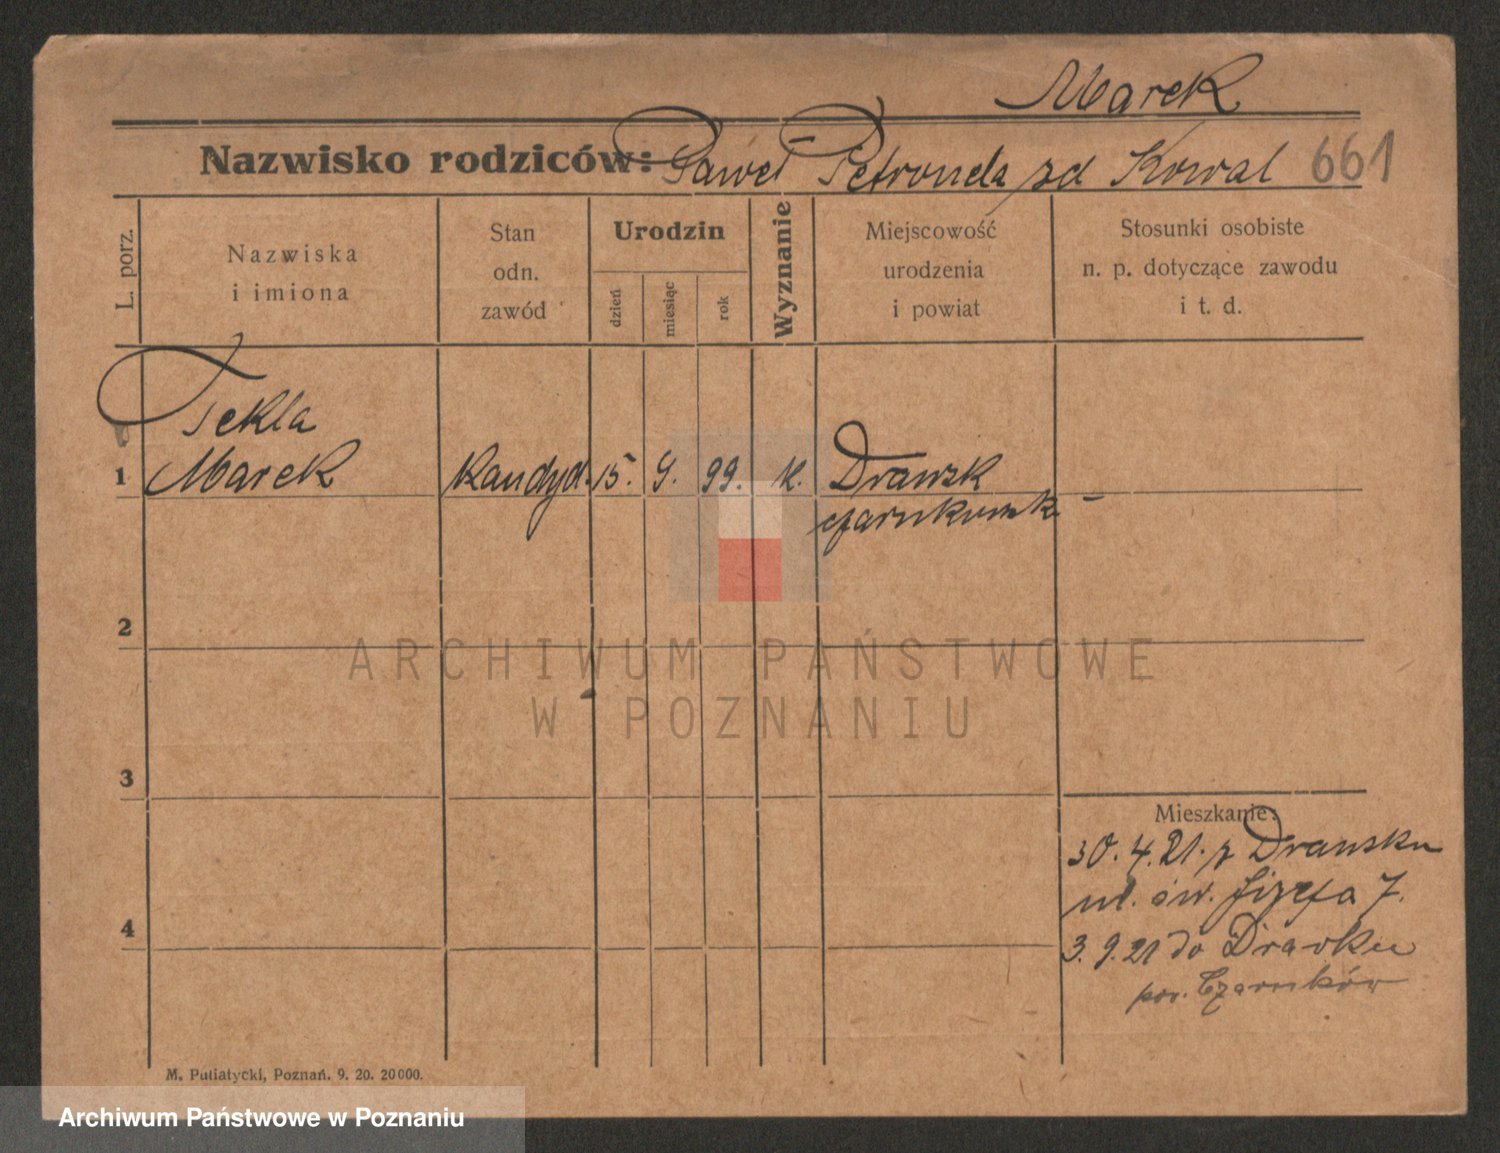 Marek
Nazwisko rodziców: Paweł Petronela zd Kowal 661
L. porz.
Nazwiska
i imiona
Stan
odn.
zawód
Urodzin
dzień
miesiąc
rok
Wyznanie
Miejscowość
urodzenia
i powiat
Stosunki osobiste
n. p. dotyczące zawodu
i t. d.
Tekla
1 Marek Kandyd. 15. 9. 99. K. Drawsk
czarnkowsk
2
3
4
Mieszkanie:
30.4.21. z Drawsku
ul. św. Józefa 7.
3.9.21 do Drasku
pow. Czarnków
M. Putiatycki, Poznań. 9. 20. 20000.
ARCHIWUM PAŃSTWOWE
W POZNANIU
Archiwum Państwowe w Poznaniu